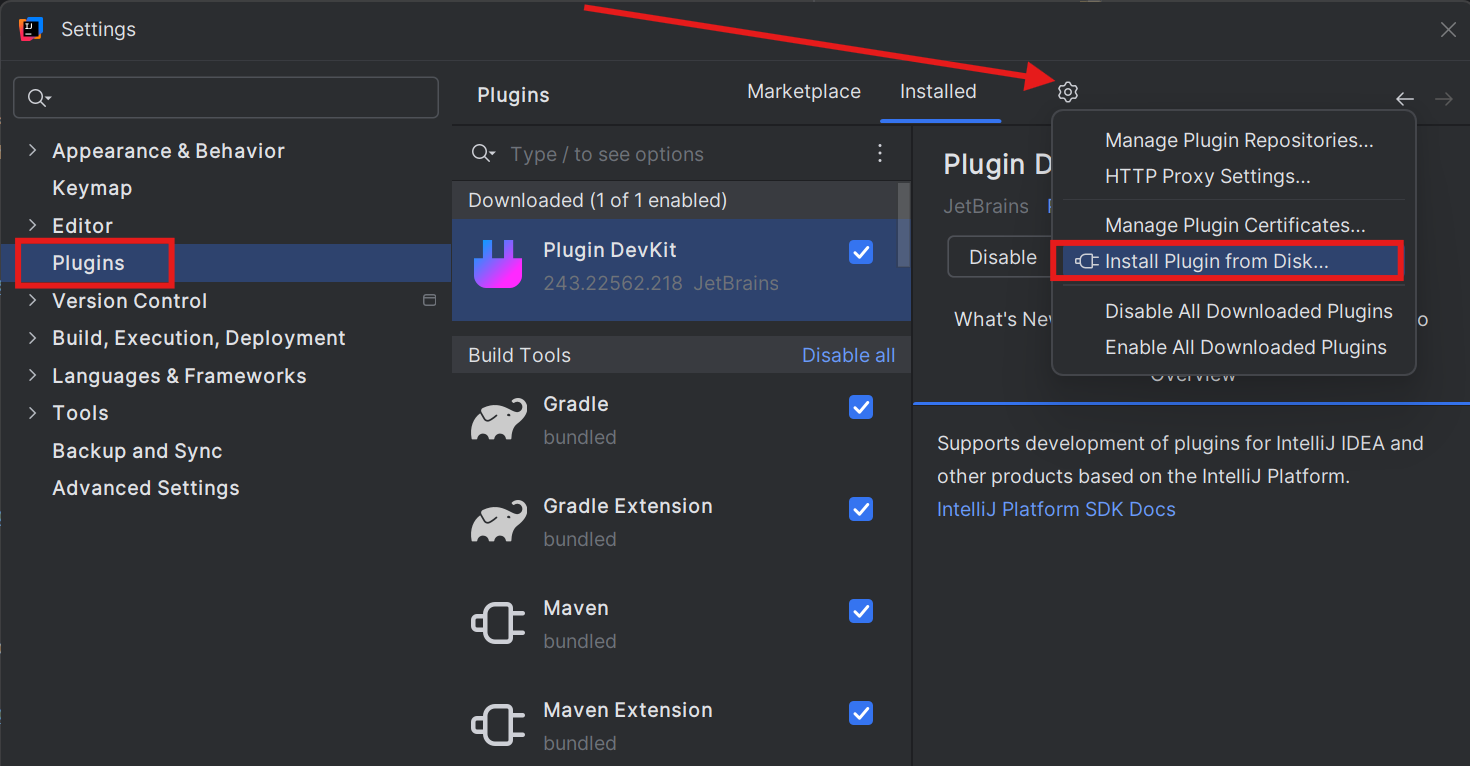 Settings
Appearance & Behavior
Keymap
Editor
Plugins
Version Control
Build, Execution, Deployment
Languages & Frameworks
Tools
Backup and Sync
Advanced Settings
Plugins
Marketplace
Installed
Type / to see options
Downloaded (1 of 1 enabled)
Plugin DevKit
243.22562.218 JetBrains
Build Tools
Disable all
Gradle
bundled
Gradle Extension
bundled
Maven
bundled
Maven Extension
bundled
Manage Plugin Repositories...
HTTP Proxy Settings...
Manage Plugin Certificates...
Install Plugin from Disk...
Disable All Downloaded Plugins
Enable All Downloaded Plugins
Plugin D
JetBrains
Disable
What's New
Overview
Supports development of plugins for IntelliJ IDEA and
other products based on the IntelliJ Platform.
IntelliJ Platform SDK Docs